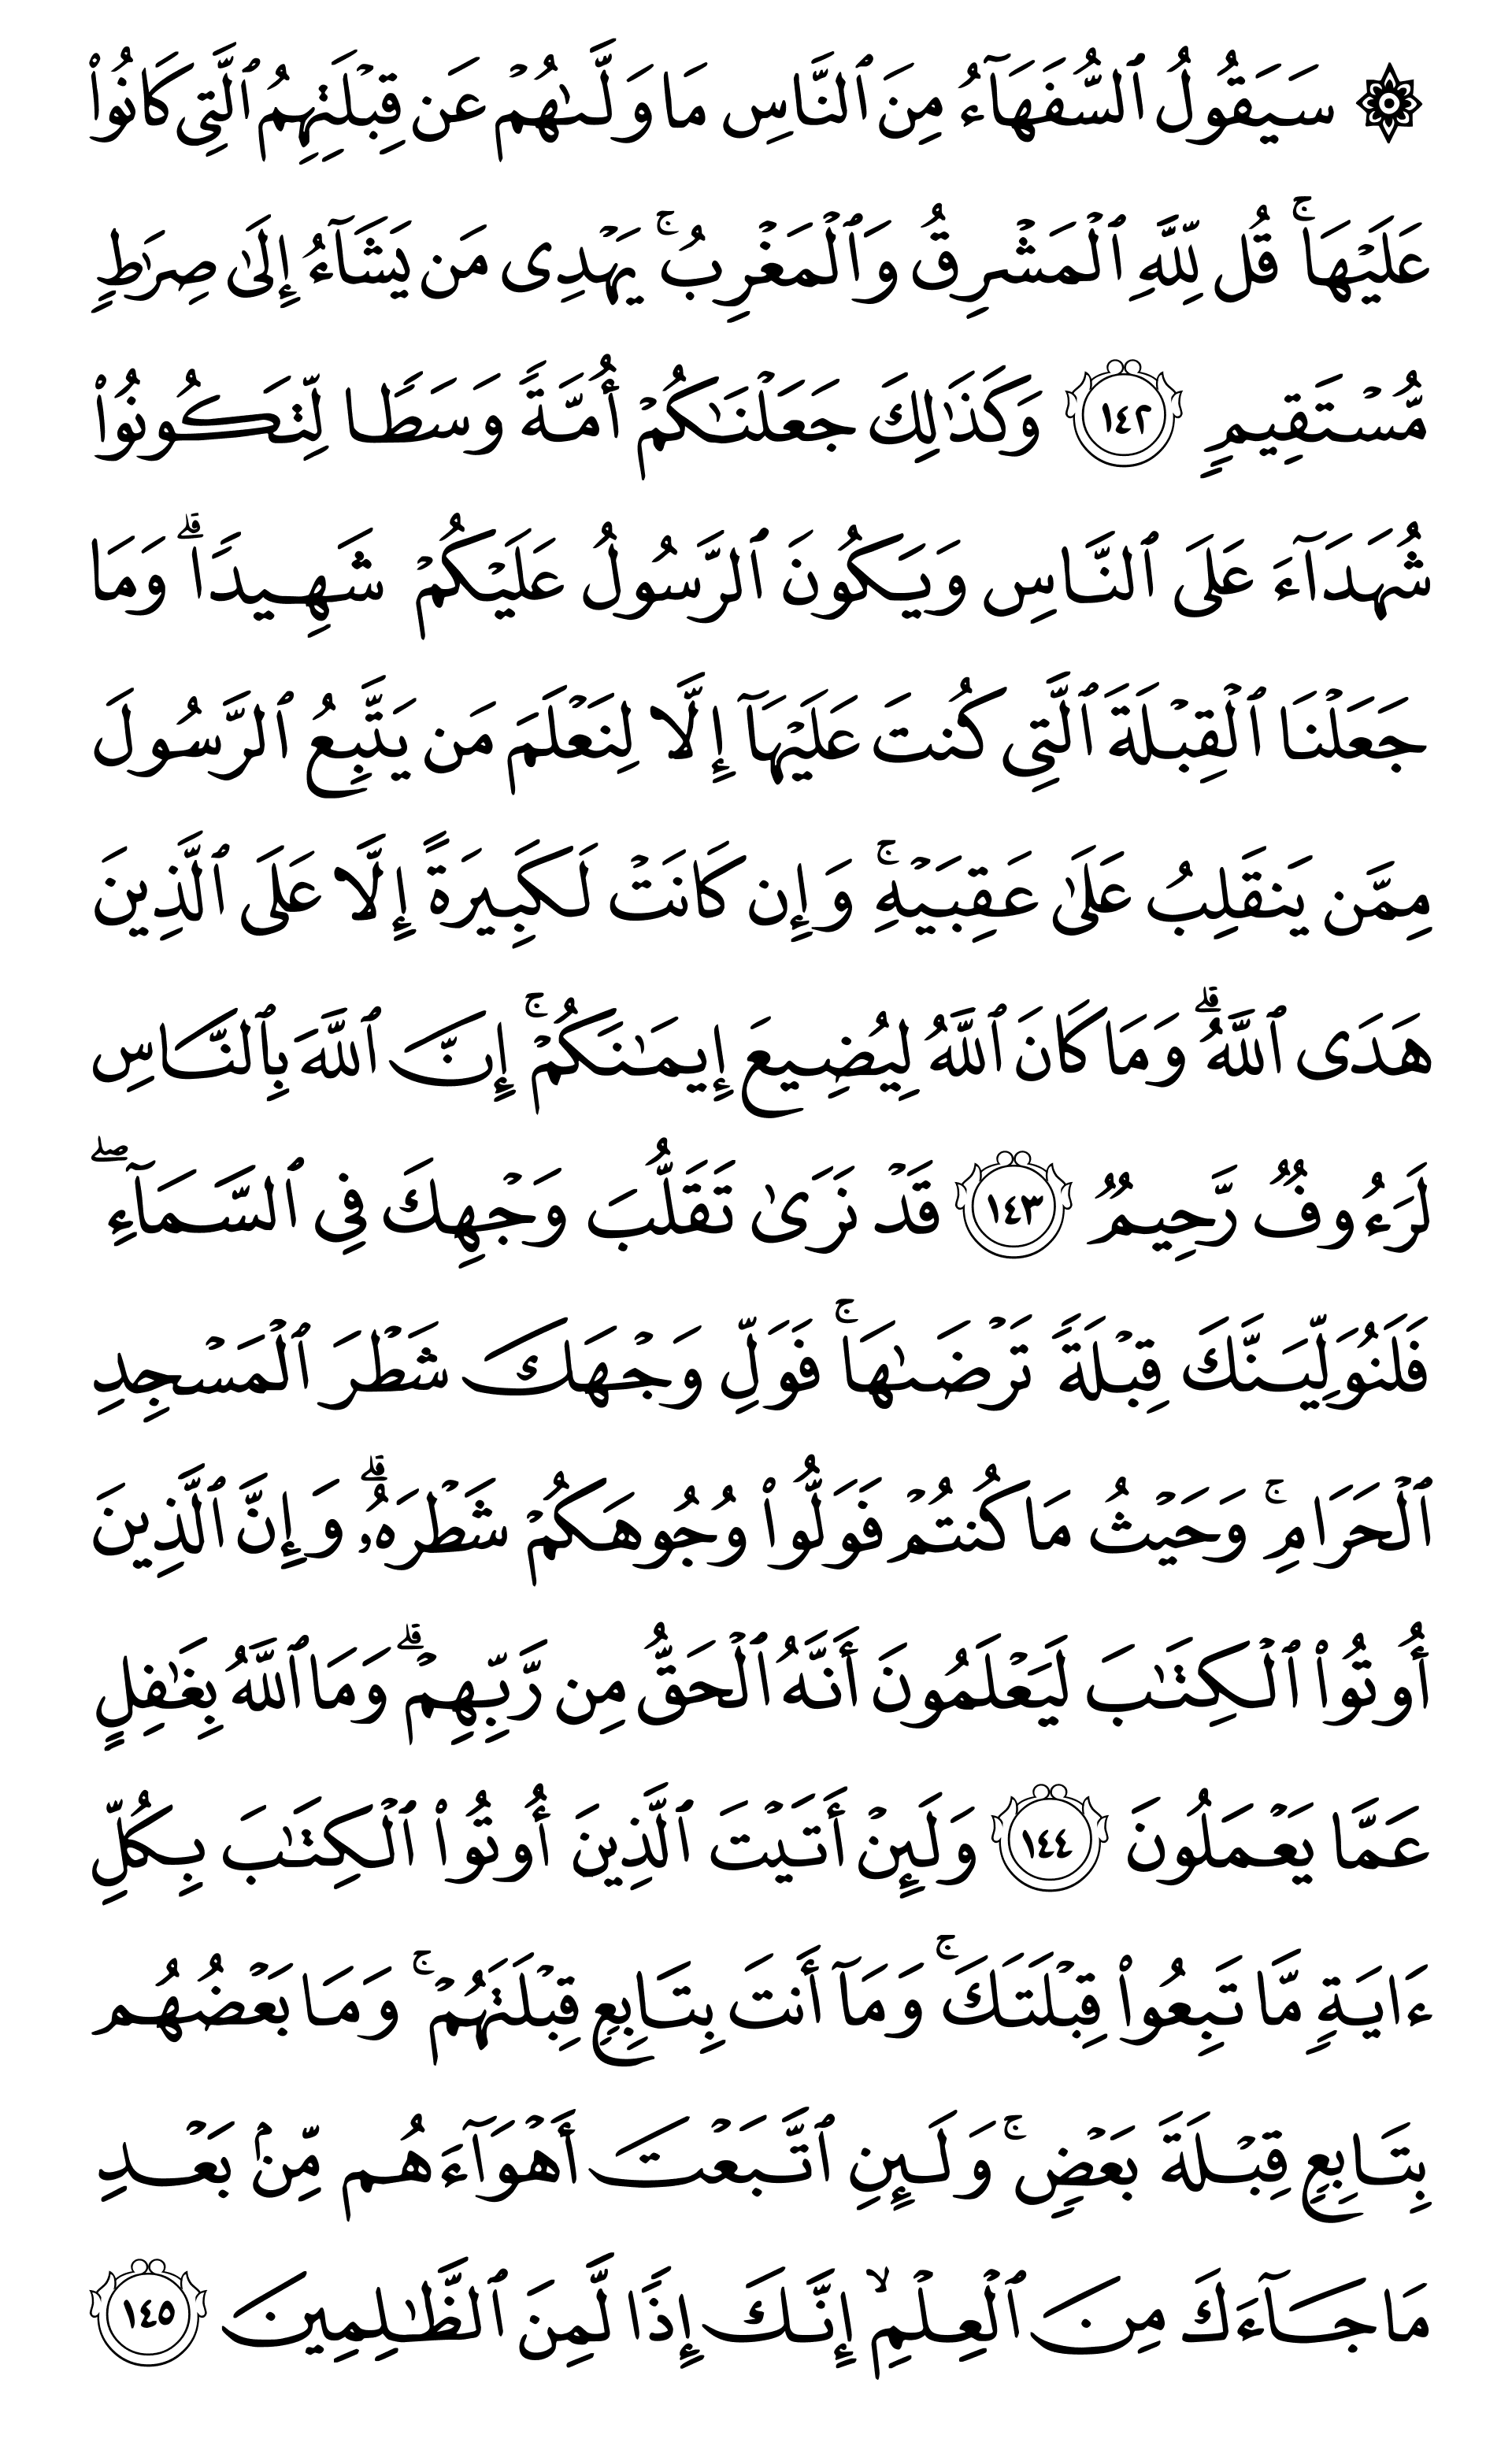 ۞ سَيَقُولُ ٱلسُّفَهَآءُ مِنَ ٱلنَّاسِ مَا وَلَّىٰهُمۡ عَن قِبۡلَتِهِمُ ٱلَّتِي كَانُواْ
عَلَيۡهَاۚ قُل لِّلَّهِ ٱلۡمَشۡرِقُ وَٱلۡمَغۡرِبُۚ يَهۡدِي مَن يَشَآءُ إِلَىٰ صِرَٰطٖ
مُّسۡتَقِيمٖ ١٤٢ وَكَذَٰلِكَ جَعَلۡنَٰكُمۡ أُمَّةٗ وَسَطٗا لِّتَكُونُواْ
شُهَدَآءَ عَلَى ٱلنَّاسِ وَيَكُونَ ٱلرَّسُولُ عَلَيۡكُمۡ شَهِيدٗاۗ وَمَا
جَعَلۡنَا ٱلۡقِبۡلَةَ ٱلَّتِي كُنتَ عَلَيۡهَآ إِلَّا لِنَعۡلَمَ مَن يَتَّبِعُ ٱلرَّسُولَ
مِمَّن يَنقَلِبُ عَلَىٰ عَقِبَيۡهِۚ وَإِن كَانَتۡ لَكَبِيرَةً إِلَّا عَلَى ٱلَّذِينَ
هَدَى ٱللَّهُۗ وَمَا كَانَ ٱللَّهُ لِيُضِيعَ إِيمَٰنَكُمۡۚ إِنَّ ٱللَّهَ بِٱلنَّاسِ
لَرَءُوفٞ رَّحِيمٞ ١٤٣ قَدۡ نَرَىٰ تَقَلُّبَ وَجۡهِكَ فِي ٱلسَّمَآءِۖ
فَلَنُوَلِّيَنَّكَ قِبۡلَةٗ تَرۡضَىٰهَاۚ فَوَلِّ وَجۡهَكَ شَطۡرَ ٱلۡمَسۡجِدِ
ٱلۡحَرَامِۚ وَحَيۡثُ مَا كُنتُمۡ فَوَلُّواْ وُجُوهَكُمۡ شَطۡرَهُۥۗ وَإِنَّ ٱلَّذِينَ
أُوتُواْ ٱلۡكِتَٰبَ لَيَعۡلَمُونَ أَنَّهُ ٱلۡحَقُّ مِن رَّبِّهِمۡۗ وَمَا ٱللَّهُ بِغَٰفِلٍ
عَمَّا يَعۡمَلُونَ ١٤٤ وَلَئِنۡ أَتَيۡتَ ٱلَّذِينَ أُوتُواْ ٱلۡكِتَٰبَ بِكُلِّ
ءَايَةٖ مَّا تَبِعُواْ قِبۡلَتَكَۚ وَمَآ أَنتَ بِتَابِعٖ قِبۡلَتَهُمۡۚ وَمَا بَعۡضُهُم
بِتَابِعٖ قِبۡلَةَ بَعۡضٖۚ وَلَئِنِ ٱتَّبَعۡتَ أَهۡوَآءَهُم مِّنۢ بَعۡدِ
مَا جَآءَكَ مِنَ ٱلۡعِلۡمِ إِنَّكَ إِذٗا لَّمِنَ ٱلظَّٰلِمِينَ ١٤٥